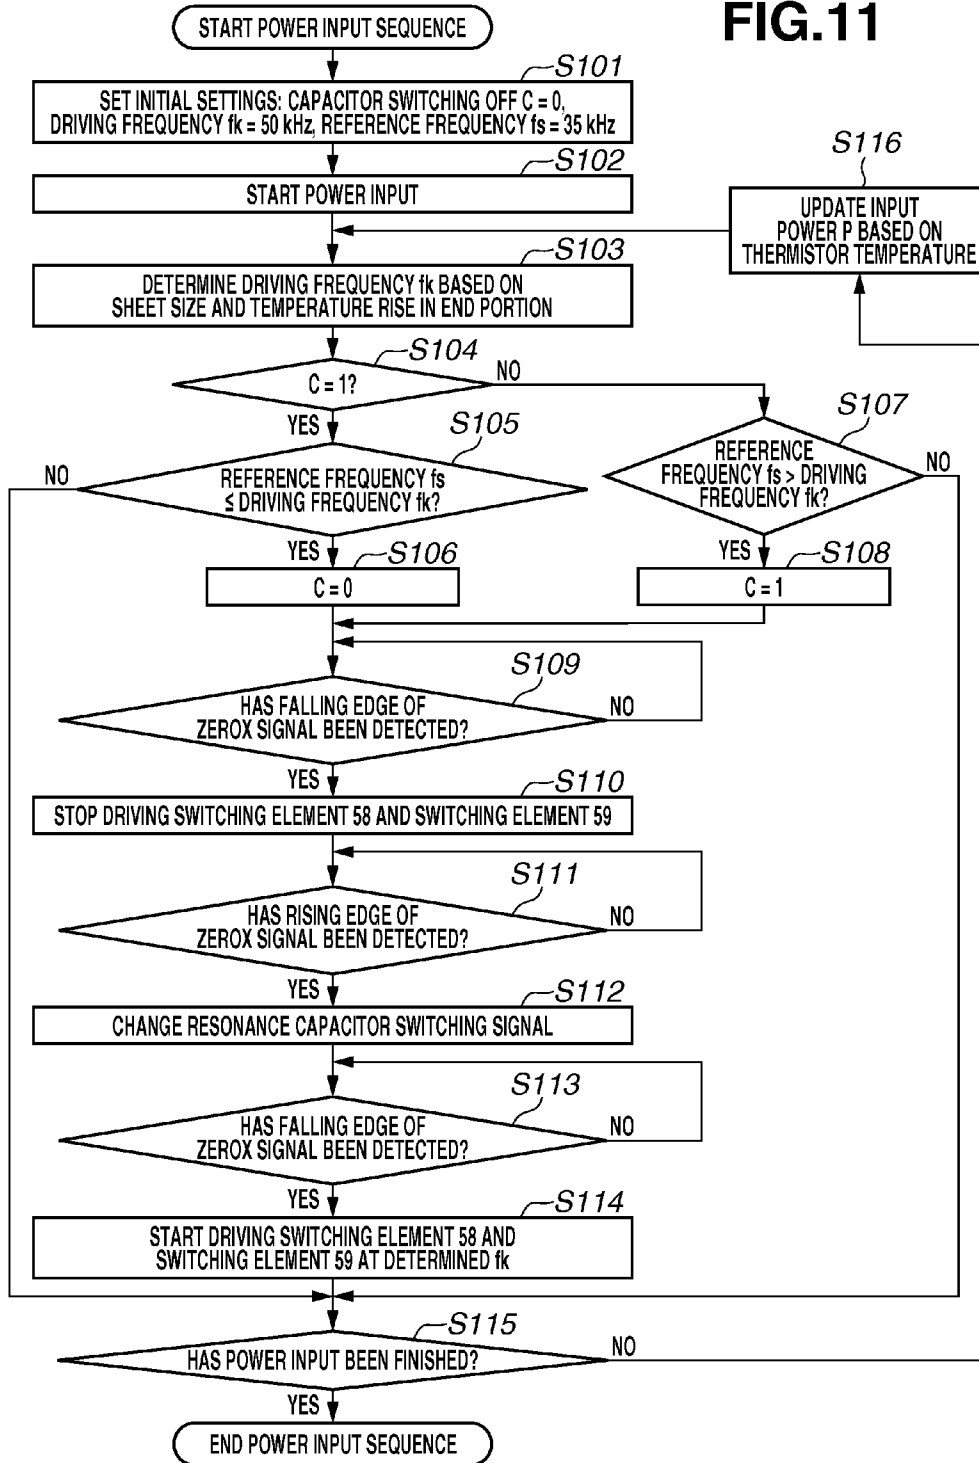 FIG.11
START POWER INPUT SEQUENCE
S101
SET INITIAL SETTINGS: CAPACITOR SWITCHING OFF C = 0,
DRIVING FREQUENCY fk = 50 kHz, REFERENCE FREQUENCY fs = 35 kHz
S102
START POWER INPUT
S116
UPDATE INPUT
POWER P BASED ON
THERMISTOR TEMPERATURE
S103
DETERMINE DRIVING FREQUENCY fk BASED ON
SHEET SIZE AND TEMPERATURE RISE IN END PORTION
S104
C = 1?
NO
YES
S105
REFERENCE FREQUENCY fs
≤ DRIVING FREQUENCY fk?
NO
YES
S107
REFERENCE
FREQUENCY fs > DRIVING
FREQUENCY fk?
NO
YES
S106
C = 0
S108
C = 1
S109
HAS FALLING EDGE OF
ZEROX SIGNAL BEEN DETECTED?
NO
YES
S110
STOP DRIVING SWITCHING ELEMENT 58 AND SWITCHING ELEMENT 59
S111
HAS RISING EDGE OF
ZEROX SIGNAL BEEN DETECTED?
NO
YES
S112
CHANGE RESONANCE CAPACITOR SWITCHING SIGNAL
S113
HAS FALLING EDGE OF
ZEROX SIGNAL BEEN DETECTED?
NO
YES
S114
START DRIVING SWITCHING ELEMENT 58 AND
SWITCHING ELEMENT 59 AT DETERMINED fk
S115
HAS POWER INPUT BEEN FINISHED?
NO
YES
END POWER INPUT SEQUENCE